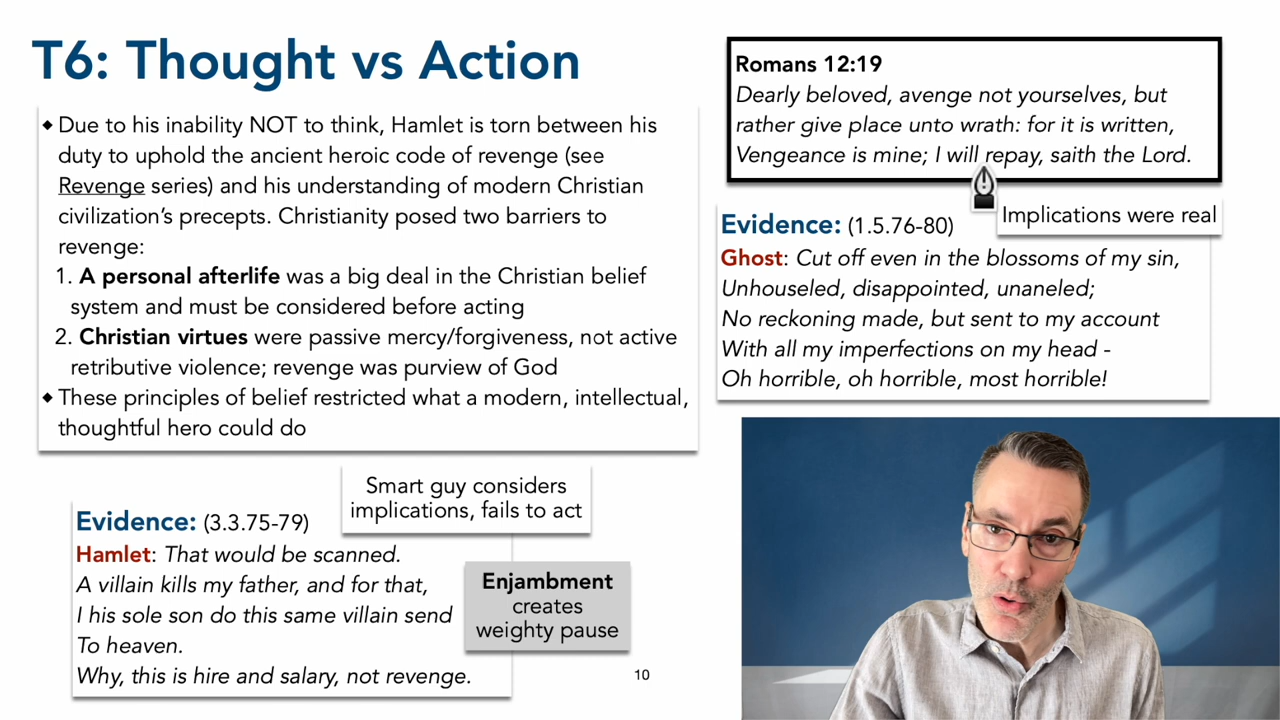 T6: Thought vs Action
◆ Due to his inability NOT to think, Hamlet is torn between his
duty to uphold the ancient heroic code of revenge (see
Revenge series) and his understanding of modern Christian
civilization's precepts. Christianity posed two barriers to
revenge:
1. A personal afterlife was a big deal in the Christian belief
system and must be considered before acting
2. Christian virtues were passive mercy/forgiveness, not active
retributive violence; revenge was purview of God
◆ These principles of belief restricted what a modern, intellectual,
thoughtful hero could do
Smart guy considers
implications, fails to act
Evidence: (3.3.75-79)
Hamlet: That would be scanned.
A villain kills my father, and for that,
I his sole son do this same villain send
To heaven.
Why, this is hire and salary, not revenge.
Enjambment
creates
weighty pause
10
Romans 12:19
Dearly beloved, avenge not yourselves, but
rather give place unto wrath: for it is written,
Vengeance is mine; I will repay, saith the Lord.
Implications were real
Evidence: (1.5.76-80)
Ghost: Cut off even in the blossoms of my sin,
Unhouseled, disappointed, unaneled;
No reckoning made, but sent to my account
With all my imperfections on my head -
Oh horrible, oh horrible, most horrible!